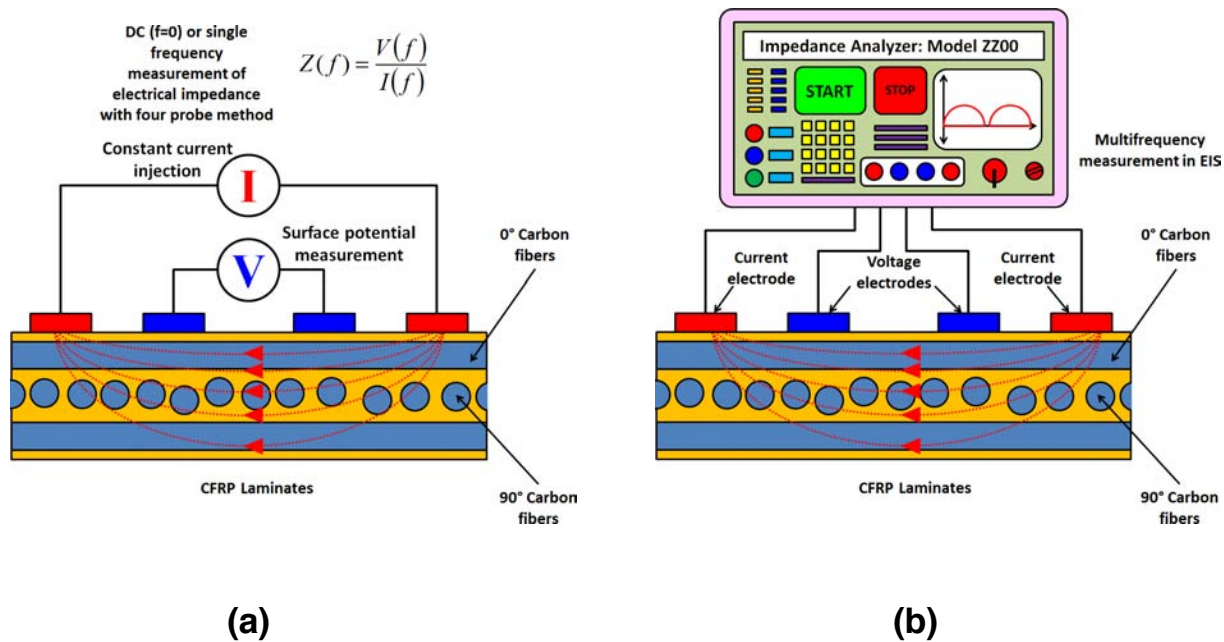 DC (f=0) or single
frequency
measurement of
electrical impedance
with four probe method
Z(f) = V(f) / I(f)
Constant current
injection
I
Surface potential
measurement
V
0° Carbon
fibers
CFRP Laminates
90° Carbon
fibers
(a)
Impedance Analyzer: Model ZZ00
START
STOP
Multifrequency
measurement in EIS
Current
electrode
Voltage
electrodes
Current
electrode
0° Carbon
fibers
CFRP Laminates
90° Carbon
fibers
(b)